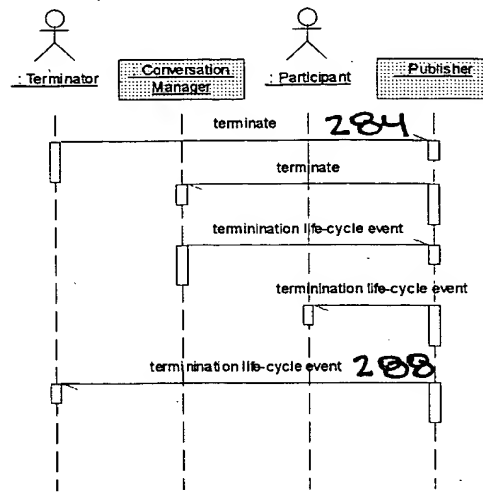 : Terminator
Conversation
Manager
: Participant
Publisher
terminate 284
terminate
terminination life-cycle event
terminination life-cycle event
terminination life-cycle event 288